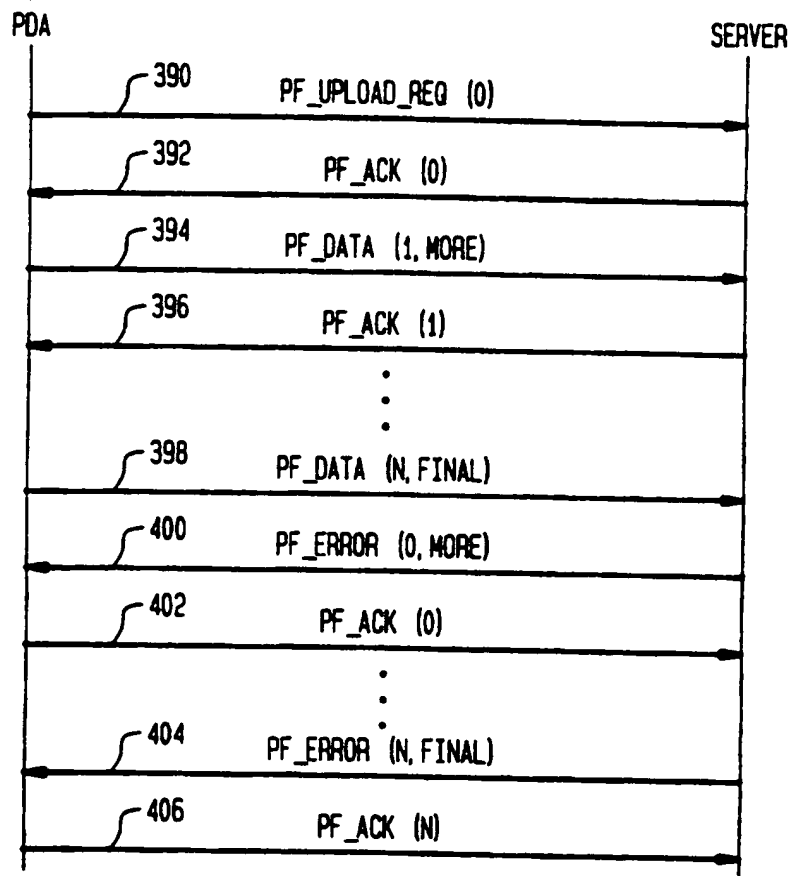 PDA
SERVER
390
PF_UPLOAD_REQ (0)
392
PF_ACK (0)
394
PF_DATA (1, MORE)
396
PF_ACK (1)
398
PF_DATA (N, FINAL)
400
PF_ERROR (0, MORE)
402
PF_ACK (0)
404
PF_ERROR (N, FINAL)
406
PF_ACK (N)